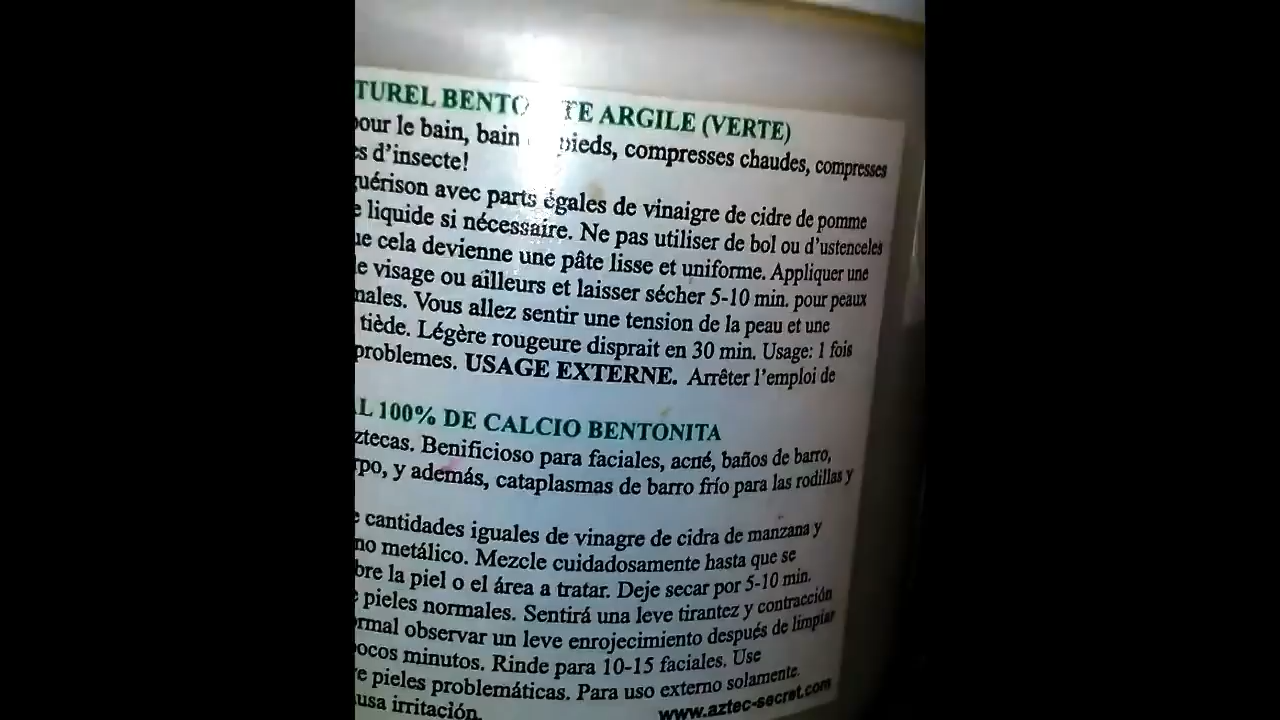 TUREL BENTO TE ARGILE (VERTE)
pour le bain, bain pieds, compresses chaudes, compresses
s d'insecte!
uérison avec parts égales de vinaigre de cidre de pomme
e liquide si nécessaire. Ne pas utiliser de bol ou d'ustenceles
ue cela devienne une pâte lisse et uniforme. Appliquer une
le visage ou ailleurs et laisser sécher 5-10 min. pour peaux
nales. Vous allez sentir une tension de la peau et une
tiède. Légère rougeure disprait en 30 min. Usage: 1 fois
problemes. USAGE EXTERNE. Arrêter l'emploi de
L 100% DE CALCIO BENTONITA
ztecas. Benificioso para faciales, acné, baños de barro,
rpo, y además, cataplasmas de barro frío para las rodillas y
e cantidades iguales de vinagre de cidra de manzana y
no metálico. Mezcle cuidadosamente hasta que se
bre la piel o el área a tratar. Deje secar por 5-10 min.
e pieles normales. Sentirá una leve tirantez y contracción
rmal observar un leve enrojecimiento después de limpiar
ocos minutos. Rinde para 10-15 faciales. Use
e pieles problemáticas. Para uso externo solamente.
usa irritación.
www.aztec-secret.com